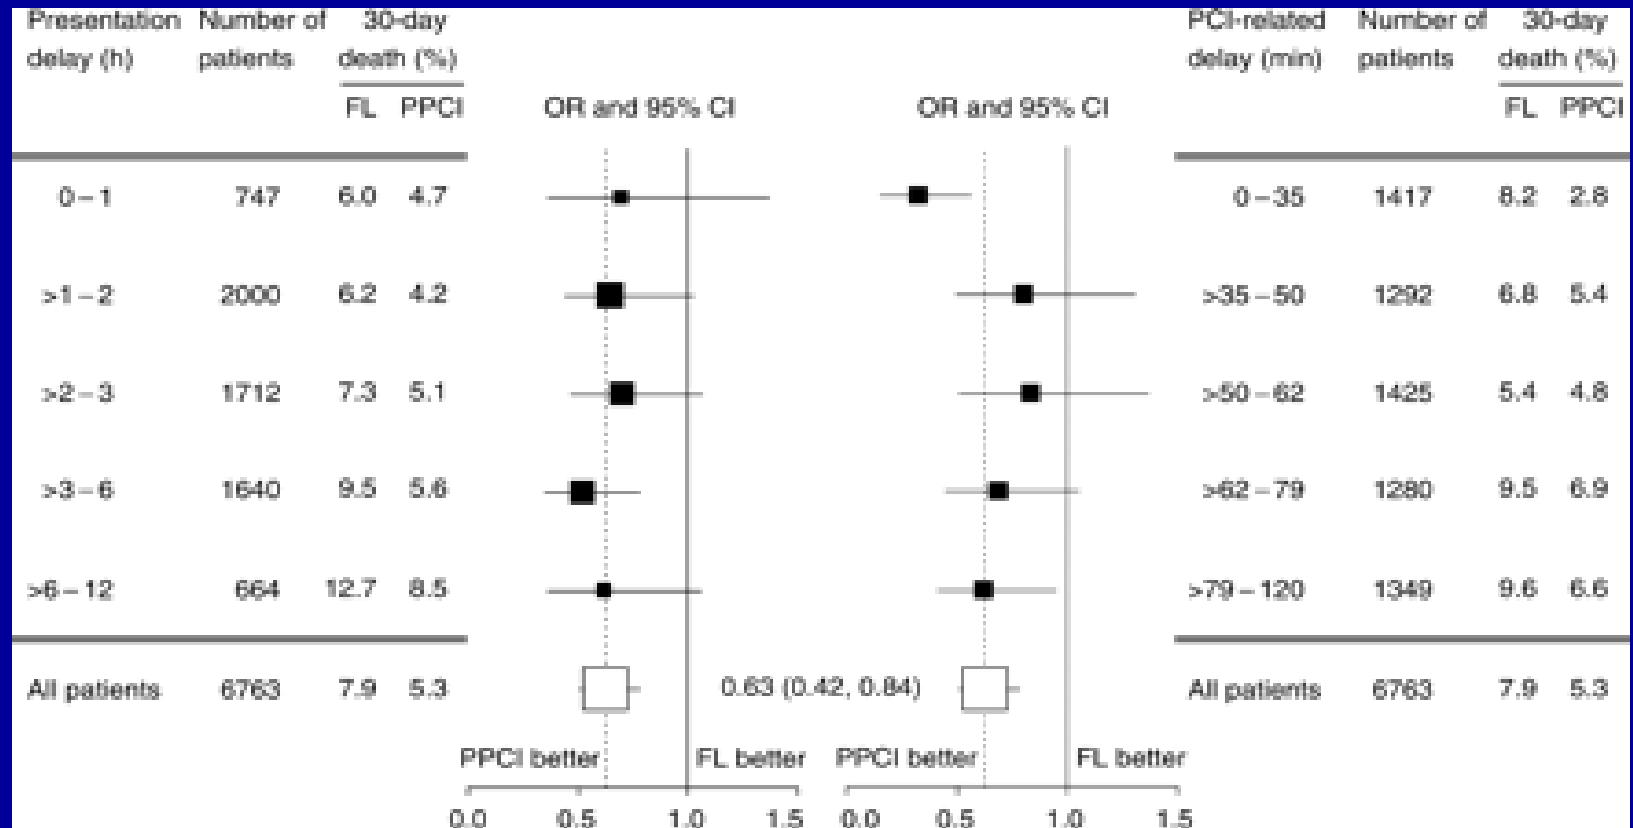 Presentation Number of 30-day
delay (h) patients death (%)
FL PPCI
OR and 95% CI
0–1 747 6.0 4.7
>1–2 2000 6.2 4.2
>2–3 1712 7.3 5.1
>3–6 1640 9.5 5.6
>6–12 664 12.7 8.5
All patients 6763 7.9 5.3
PPCI better FL better
0.0 0.5 1.0 1.5
0.63 (0.42, 0.84)
PCI-related Number of 30-day
delay (min) patients death (%)
FL PPCI
OR and 95% CI
0–35 1417 8.2 2.8
>35–50 1292 6.8 5.4
>50–62 1425 5.4 4.8
>62–79 1280 9.5 6.9
>79–120 1349 9.6 6.6
All patients 6763 7.9 5.3
PPCI better FL better
0.0 0.5 1.0 1.5